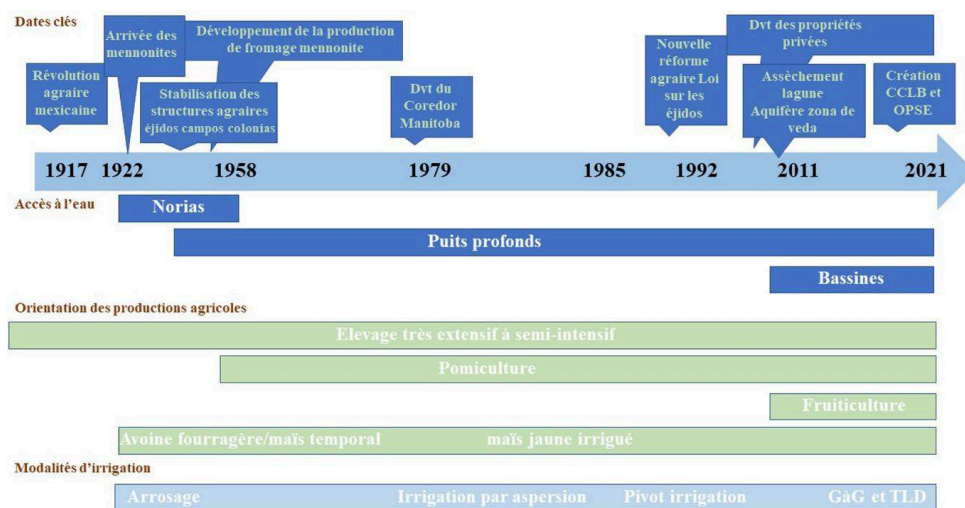 Dates clés
Arrivée des
mennonites
Développement de la production
de fromage mennonite
Dvt des propriétés
privées
Révolution
agraire
mexicaine
Stabilisation des
structures agraires
éjidos campos colonias
Dvt du
Coredor
Manitoba
Nouvelle
réforme
agraire Loi
sur les
éjidos
Assèchement
lagune
Aquifère zona de
veda
Création
CCLB et
OPSE
1917 1922 1958 1979 1985 1992 2011 2021
Accès à l’eau
Norias
Puits profonds
Bassines
Orientation des productions agricoles
Elevage très extensif à semi-intensif
Pomiculture
Fruiticulture
Avoine fourragère/maïs temporal maïs jaune irrigué
Modalités d’irrigation
Arrosage Irrigation par aspersion Pivot irrigation GàG et TLD